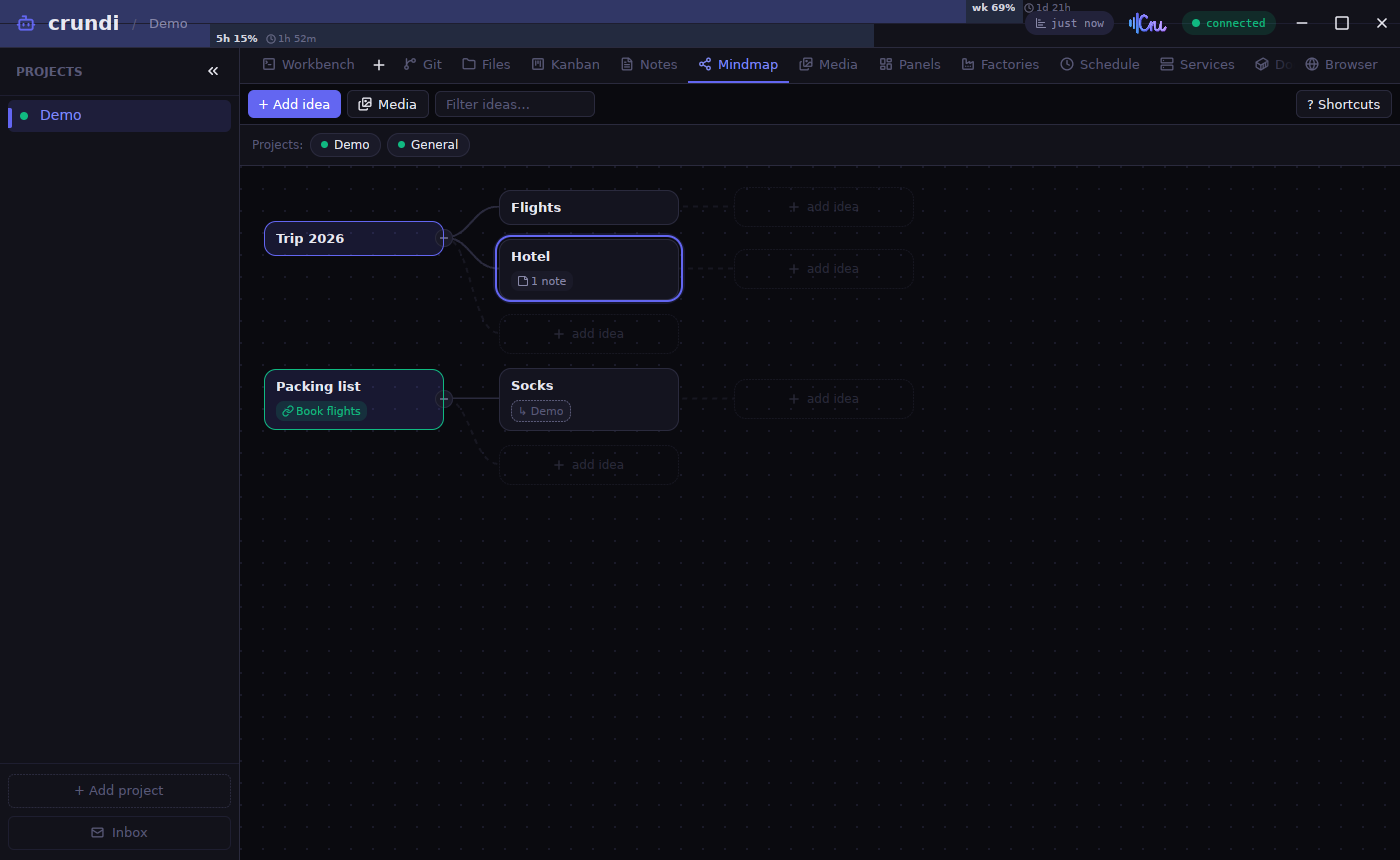 crundi / Demo
wk 69% 1d 21h
5h 15% 1h 52m
just now
Cru
connected
PROJECTS
Workbench + Git Files Kanban Notes Mindmap Media Panels Factories Schedule Services Do Browser
Demo
+ Add idea Media Filter ideas... ? Shortcuts
Projects: Demo General
Flights
+ add idea
Trip 2026
Hotel
1 note
+ add idea
+ add idea
Packing list
Book flights
Socks
↳ Demo
+ add idea
+ add idea
+ Add project
Inbox